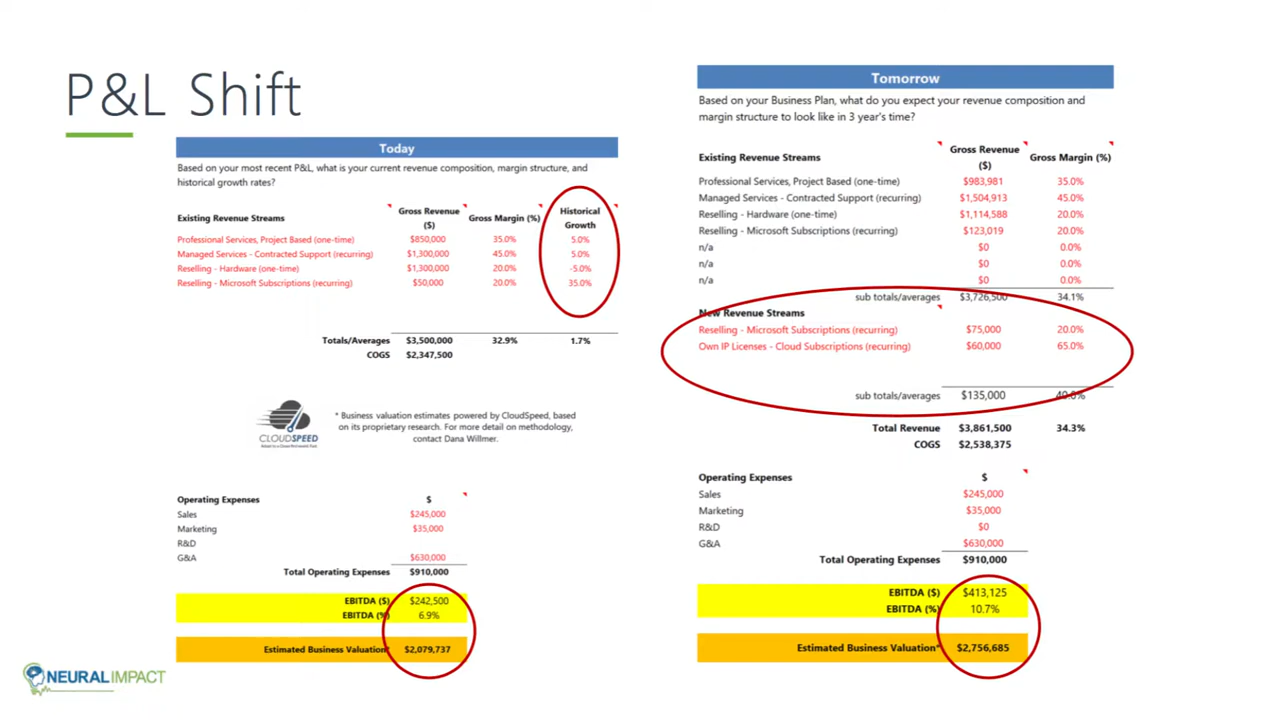 P&L Shift
Today
Based on your most recent P&L, what is your current revenue composition, margin structure, and
historical growth rates?
Existing Revenue Streams Gross Revenue ($) Gross Margin (%) Historical Growth
Professional Services, Project Based (one-time) $850,000 35.0% 5.0%
Managed Services - Contracted Support (recurring) $1,300,000 45.0% 5.0%
Reselling - Hardware (one-time) $1,300,000 20.0% -5.0%
Reselling - Microsoft Subscriptions (recurring) $50,000 20.0% 35.0%
Totals/Averages $3,500,000 32.9% 1.7%
COGS $2,347,500
CLOUDSPEED
* Business valuation estimates powered by CloudSpeed, based
on its proprietary research. For more detail on methodology,
contact Dana Willmer.
Operating Expenses $
Sales $245,000
Marketing $35,000
R&D
G&A $630,000
Total Operating Expenses $910,000
EBITDA ($) $242,500
EBITDA (%) 6.9%
Estimated Business Valuation* $2,079,737
NEURAL IMPACT
Tomorrow
Based on your Business Plan, what do you expect your revenue composition and
margin structure to look like in 3 year's time?
Existing Revenue Streams Gross Revenue ($) Gross Margin (%)
Professional Services, Project Based (one-time) $983,981 35.0%
Managed Services - Contracted Support (recurring) $1,504,913 45.0%
Reselling - Hardware (one-time) $1,114,588 20.0%
Reselling - Microsoft Subscriptions (recurring) $123,019 20.0%
n/a $0 0.0%
n/a $0 0.0%
n/a $0 0.0%
sub totals/averages $3,726,500 34.1%
New Revenue Streams
Reselling - Microsoft Subscriptions (recurring) $75,000 20.0%
Own IP Licenses - Cloud Subscriptions (recurring) $60,000 65.0%
sub totals/averages $135,000 40.0%
Total Revenue $3,861,500 34.3%
COGS $2,538,375
Operating Expenses $
Sales $245,000
Marketing $35,000
R&D $0
G&A $630,000
Total Operating Expenses $910,000
EBITDA ($) $413,125
EBITDA (%) 10.7%
Estimated Business Valuation* $2,756,685